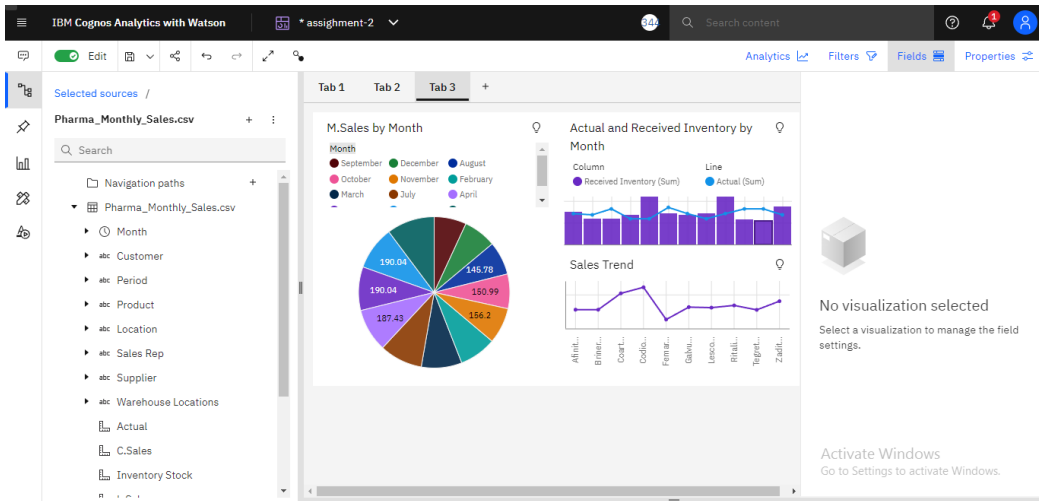 IBM Cognos Analytics with Watson
* assighment-2
344
Search content
1
Edit
Analytics
Filters
Fields
Properties
Selected sources /
Pharma_Monthly_Sales.csv
Search
Navigation paths
Pharma_Monthly_Sales.csv
Month
abc Customer
abc Period
abc Product
abc Location
abc Sales Rep
abc Supplier
abc Warehouse Locations
Actual
C.Sales
Inventory Stock
Tab 1
Tab 2
Tab 3
+
M.Sales by Month
Month
September December August
October November February
March July April
190.04
145.78
190.04
150.99
187.43
156.2
Actual and Received Inventory by
Month
Column
Line
Received Inventory (Sum)
Actual (Sum)
Sales Trend
Afinit...
Briner...
Coart...
Codio...
Femar...
Galvu...
Lesco...
Ritali...
Tegret...
Zadit...
No visualization selected
Select a visualization to manage the field
settings.
Activate Windows
Go to Settings to activate Windows.